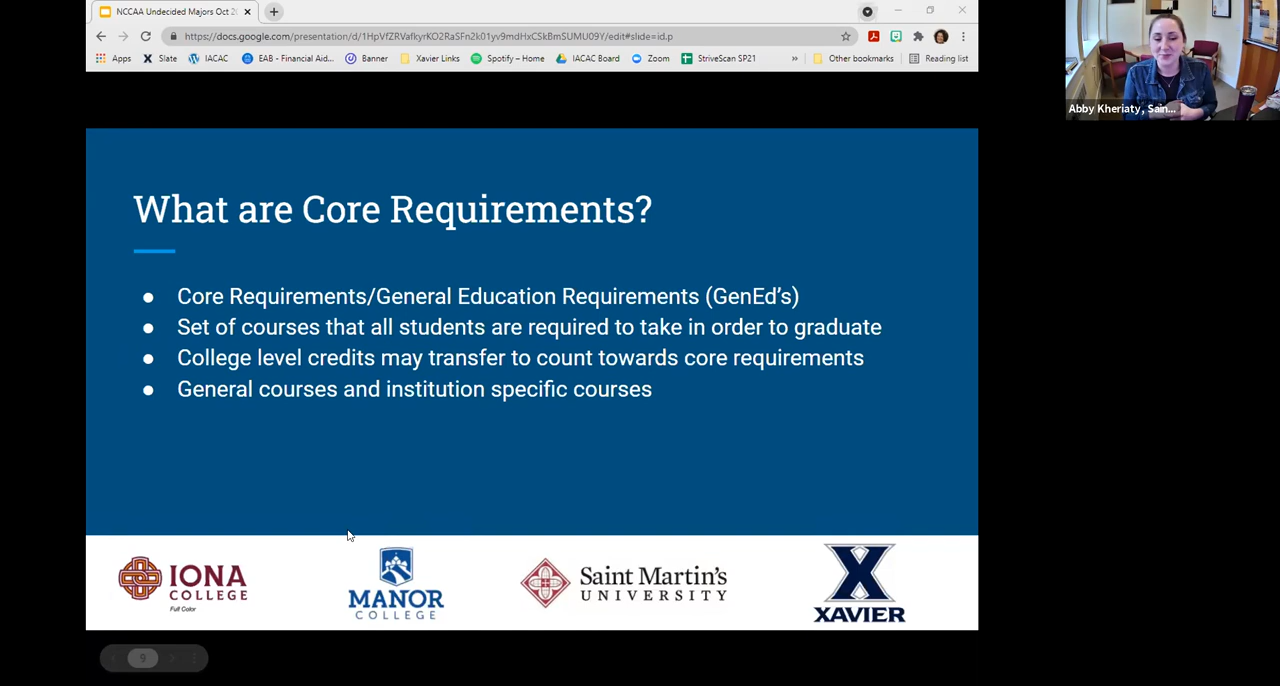 NCCAA Undecided Majors Oct 2
https://docs.google.com/presentation/d/1HpVfZRVafkyrKO2RaSFn2k01yv9mdHxCSkBmSUMU09Y/edit#slide=id.p
Apps Slate IACAC EAB - Financial Aid... Banner Xavier Links Spotify – Home IACAC Board Zoom StriveScan SP21 » Other bookmarks Reading list
Abby Kheriaty, Sain...
What are Core Requirements?
● Core Requirements/General Education Requirements (GenEd's)
● Set of courses that all students are required to take in order to graduate
● College level credits may transfer to count towards core requirements
● General courses and institution specific courses
IONA
COLLEGE
Full Color
MANOR
COLLEGE
Saint Martin's
UNIVERSITY
X
XAVIER
9